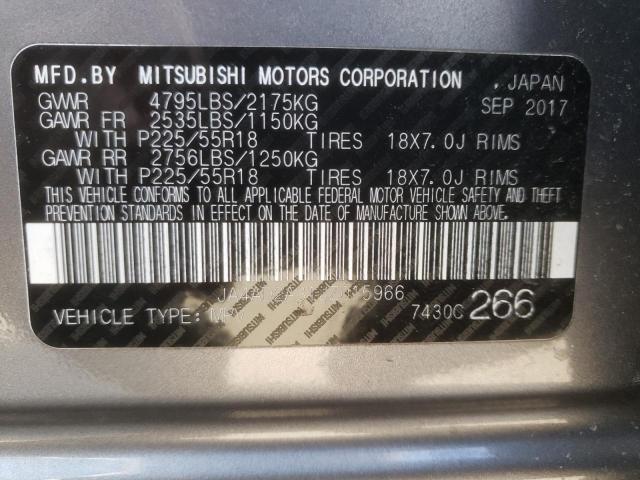 MFD.BY MITSUBISHI MOTORS CORPORATION . JAPAN
GVWR 4795LBS/2175KG SEP 2017
GAWR FR 2535LBS/1150KG
WITH P225/55R18 TIRES 18X7.0J RIMS
GAWR RR 2756LBS/1250KG
WITH P225/55R18 TIRES 18X7.0J RIMS
THIS VEHICLE CONFORMS TO ALL APPLICABLE FEDERAL MOTOR VEHICLE SAFETY AND THEFT
PREVENTION STANDARDS IN EFFECT ON THE DATE OF MANUFACTURE SHOWN ABOVE.
VEHICLE TYPE: MPV 7430C 266